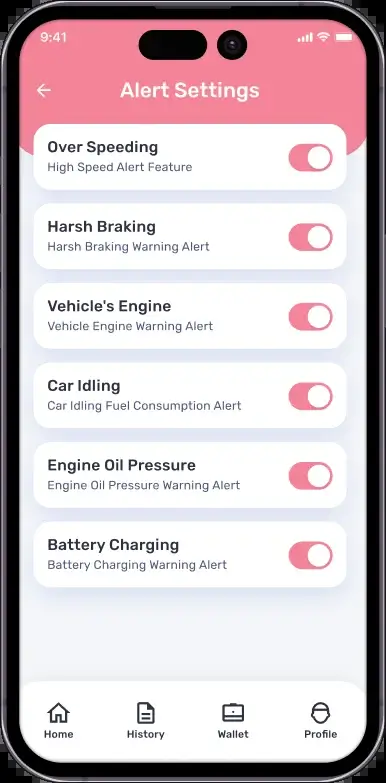 9:41
Alert Settings
Over Speeding
High Speed Alert Feature
Harsh Braking
Harsh Braking Warning Alert
Vehicle's Engine
Vehicle Engine Warning Alert
Car Idling
Car Idling Fuel Consumption Alert
Engine Oil Pressure
Engine Oil Pressure Warning Alert
Battery Charging
Battery Charging Warning Alert
Home History Wallet Profile